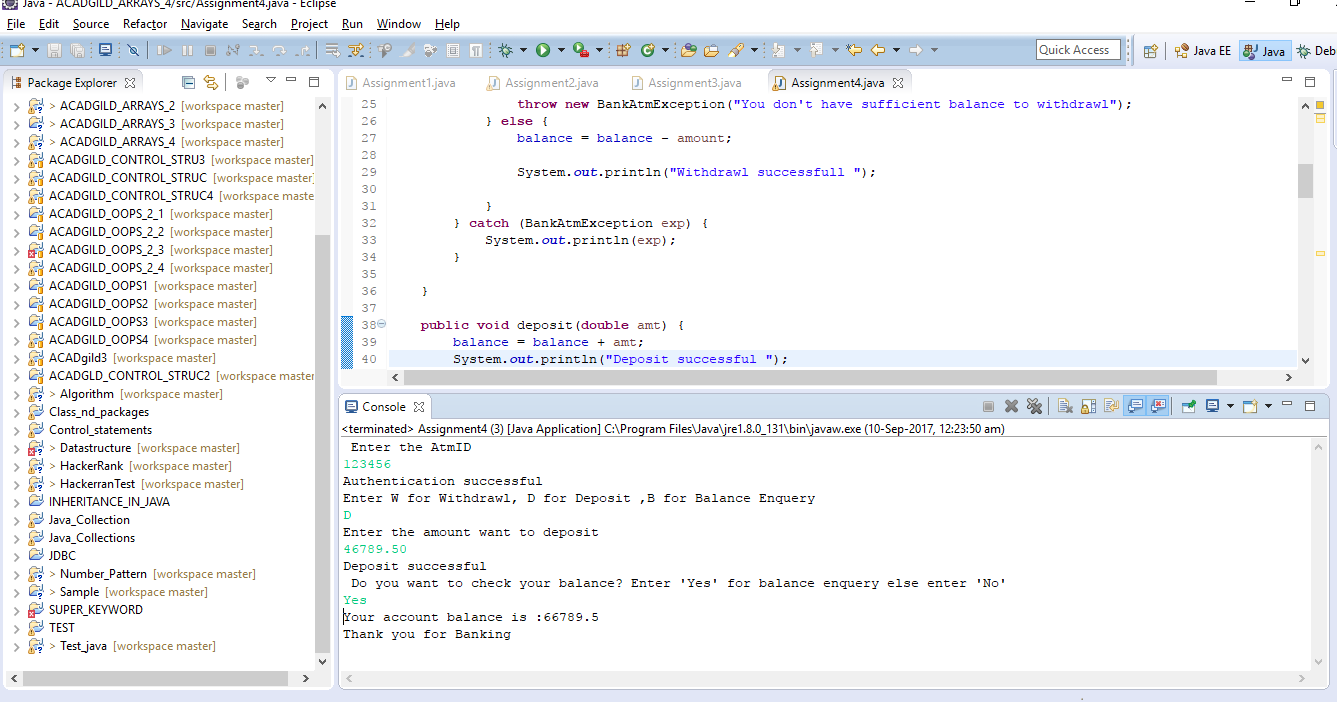 Java - ACADGILD_ARRAYS_4/src/Assignment4.java - Eclipse
File Edit Source Refactor Navigate Search Project Run Window Help
Quick Access Java EE Java Deb
Package Explorer
> ACADGILD_ARRAYS_2 [workspace master]
> ACADGILD_ARRAYS_3 [workspace master]
> ACADGILD_ARRAYS_4 [workspace master]
ACADGILD_CONTROL_STRU3 [workspace master]
ACADGILD_CONTROL_STRUC [workspace master]
ACADGILD_CONTROL_STRUC4 [workspace maste
ACADGILD_OOPS_2_1 [workspace master]
ACADGILD_OOPS_2_2 [workspace master]
ACADGILD_OOPS_2_3 [workspace master]
ACADGILD_OOPS_2_4 [workspace master]
ACADGILD_OOPS1 [workspace master]
ACADGILD_OOPS2 [workspace master]
ACADGILD_OOPS3 [workspace master]
ACADGILD_OOPS4 [workspace master]
ACADgild3 [workspace master]
ACADGLD_CONTROL_STRUC2 [workspace master
> Algorithm [workspace master]
Class_nd_packages
Control_statements
> Datastructure [workspace master]
> HackerRank [workspace master]
> HackerranTest [workspace master]
INHERITANCE_IN_JAVA
Java_Collection
Java_Collections
JDBC
> Number_Pattern [workspace master]
> Sample [workspace master]
SUPER_KEYWORD
TEST
> Test_java [workspace master]
Assignment1.java Assignment2.java Assignment3.java Assignment4.java
25 throw new BankAtmException("You don't have sufficient balance to withdrawl");
26 } else {
27 balance = balance - amount;
28
29 System.out.println("Withdrawl successfull ");
30
31 }
32 } catch (BankAtmException exp) {
33 System.out.println(exp);
34 }
35
36 }
37
38 public void deposit(double amt) {
39 balance = balance + amt;
40 System.out.println("Deposit successful ");
Console
<terminated> Assignment4 (3) [Java Application] C:\Program Files\Java\jre1.8.0_131\bin\javaw.exe (10-Sep-2017, 12:23:50 am)
Enter the AtmID
123456
Authentication successful
Enter W for Withdrawl, D for Deposit ,B for Balance Enquery
D
Enter the amount want to deposit
46789.50
Deposit successful
Do you want to check your balance? Enter 'Yes' for balance enquery else enter 'No'
Yes
Your account balance is :66789.5
Thank you for Banking